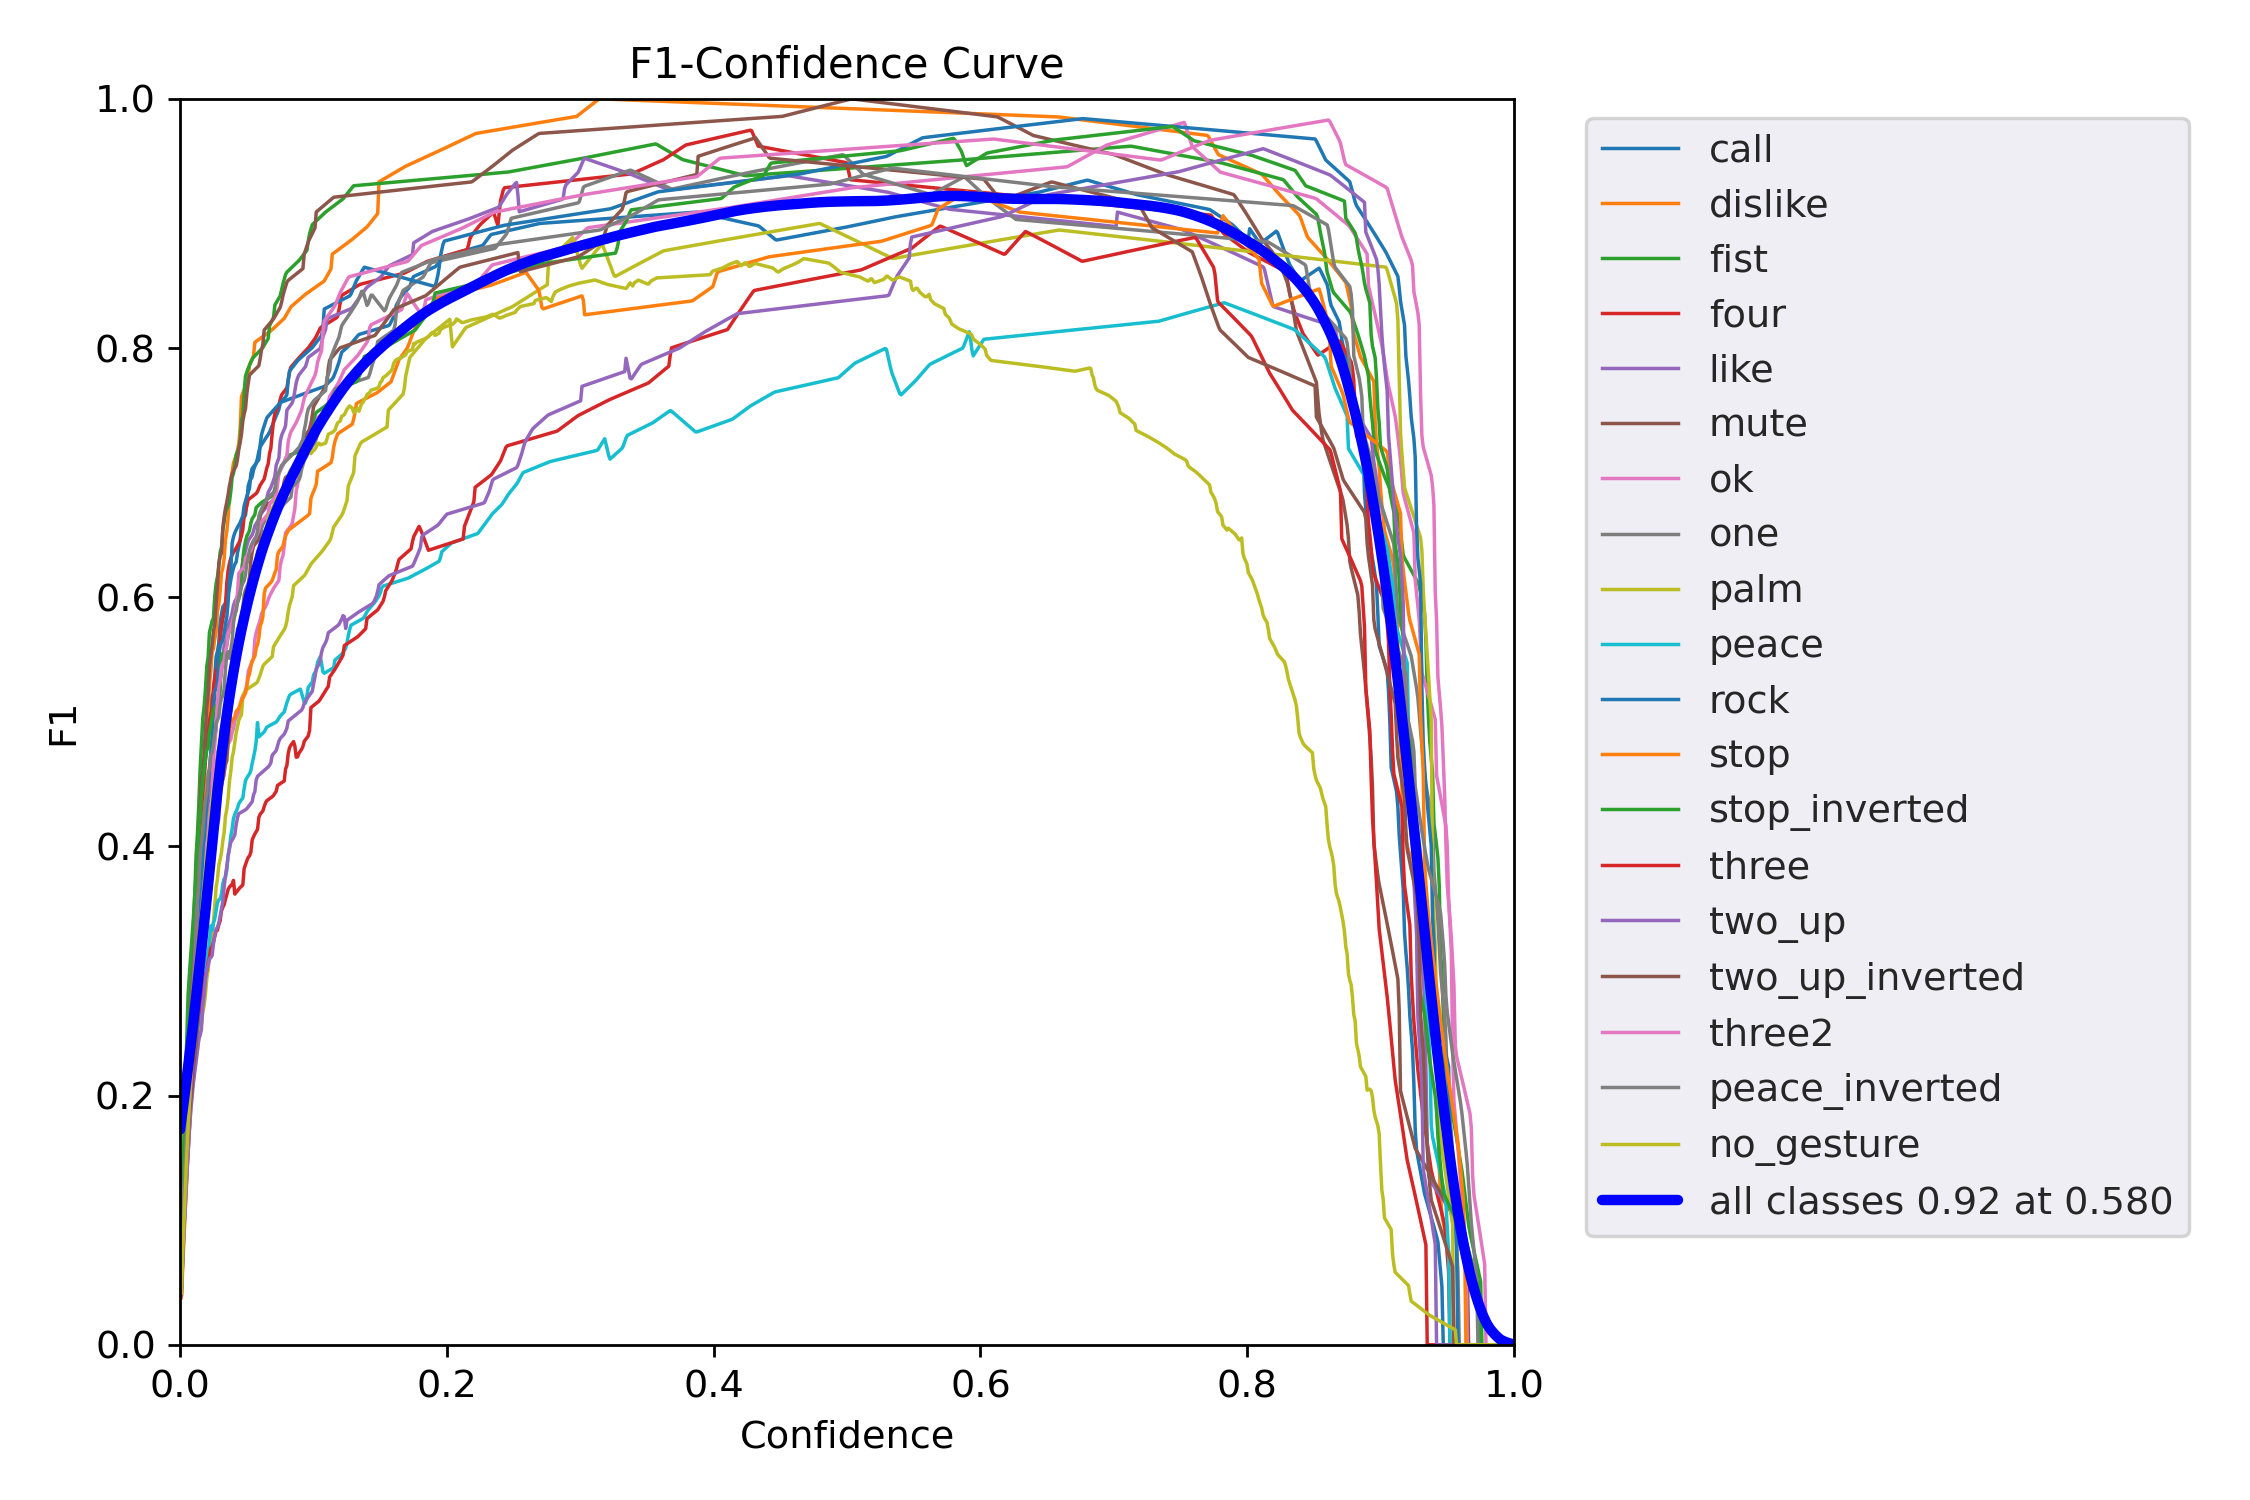 F1-Confidence Curve
1.0
0.8
0.6
0.4
0.2
0.0
F1
0.0 0.2 0.4 0.6 0.8 1.0
Confidence
call
dislike
fist
four
like
mute
ok
one
palm
peace
rock
stop
stop_inverted
three
two_up
two_up_inverted
three2
peace_inverted
no_gesture
all classes 0.92 at 0.580